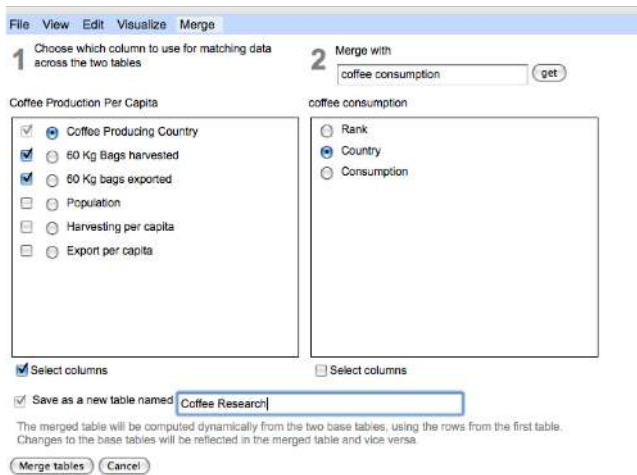 File View Edit Visualize Merge
1 Choose which column to use for matching data
across the two tables
2 Merge with
coffee consumption get
Coffee Production Per Capita
Coffee Producing Country
60 Kg Bags harvested
60 Kg bags exported
Population
Harvesting per capita
Export per capita
Select columns
coffee consumption
Rank
Country
Consumption
Select columns
Save as a new table named Coffee Research
The merged table will be computed dynamically from the two base tables, using the rows from the first table.
Changes to the base tables will be reflected in the merged table and vice versa.
Merge tables Cancel